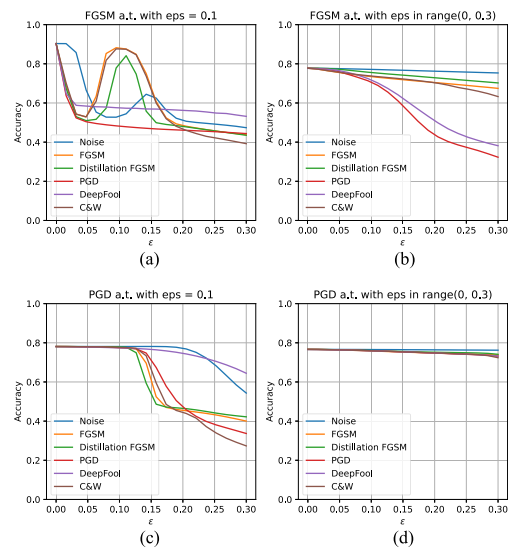 FGSM a.t. with eps = 0.1
1.0
0.8
0.6
0.4
0.2
0.0
Accuracy
Noise
FGSM
Distillation FGSM
PGD
DeepFool
C&W
0.00 0.05 0.10 0.15 0.20 0.25 0.30
ε
(a)
FGSM a.t. with eps in range(0, 0.3)
1.0
0.8
0.6
0.4
0.2
0.0
Accuracy
Noise
FGSM
Distillation FGSM
PGD
DeepFool
C&W
0.00 0.05 0.10 0.15 0.20 0.25 0.30
ε
(b)
PGD a.t. with eps = 0.1
1.0
0.8
0.6
0.4
0.2
0.0
Accuracy
Noise
FGSM
Distillation FGSM
PGD
DeepFool
C&W
0.00 0.05 0.10 0.15 0.20 0.25 0.30
ε
(c)
PGD a.t. with eps in range(0, 0.3)
1.0
0.8
0.6
0.4
0.2
0.0
Accuracy
Noise
FGSM
Distillation FGSM
PGD
DeepFool
C&W
0.00 0.05 0.10 0.15 0.20 0.25 0.30
ε
(d)